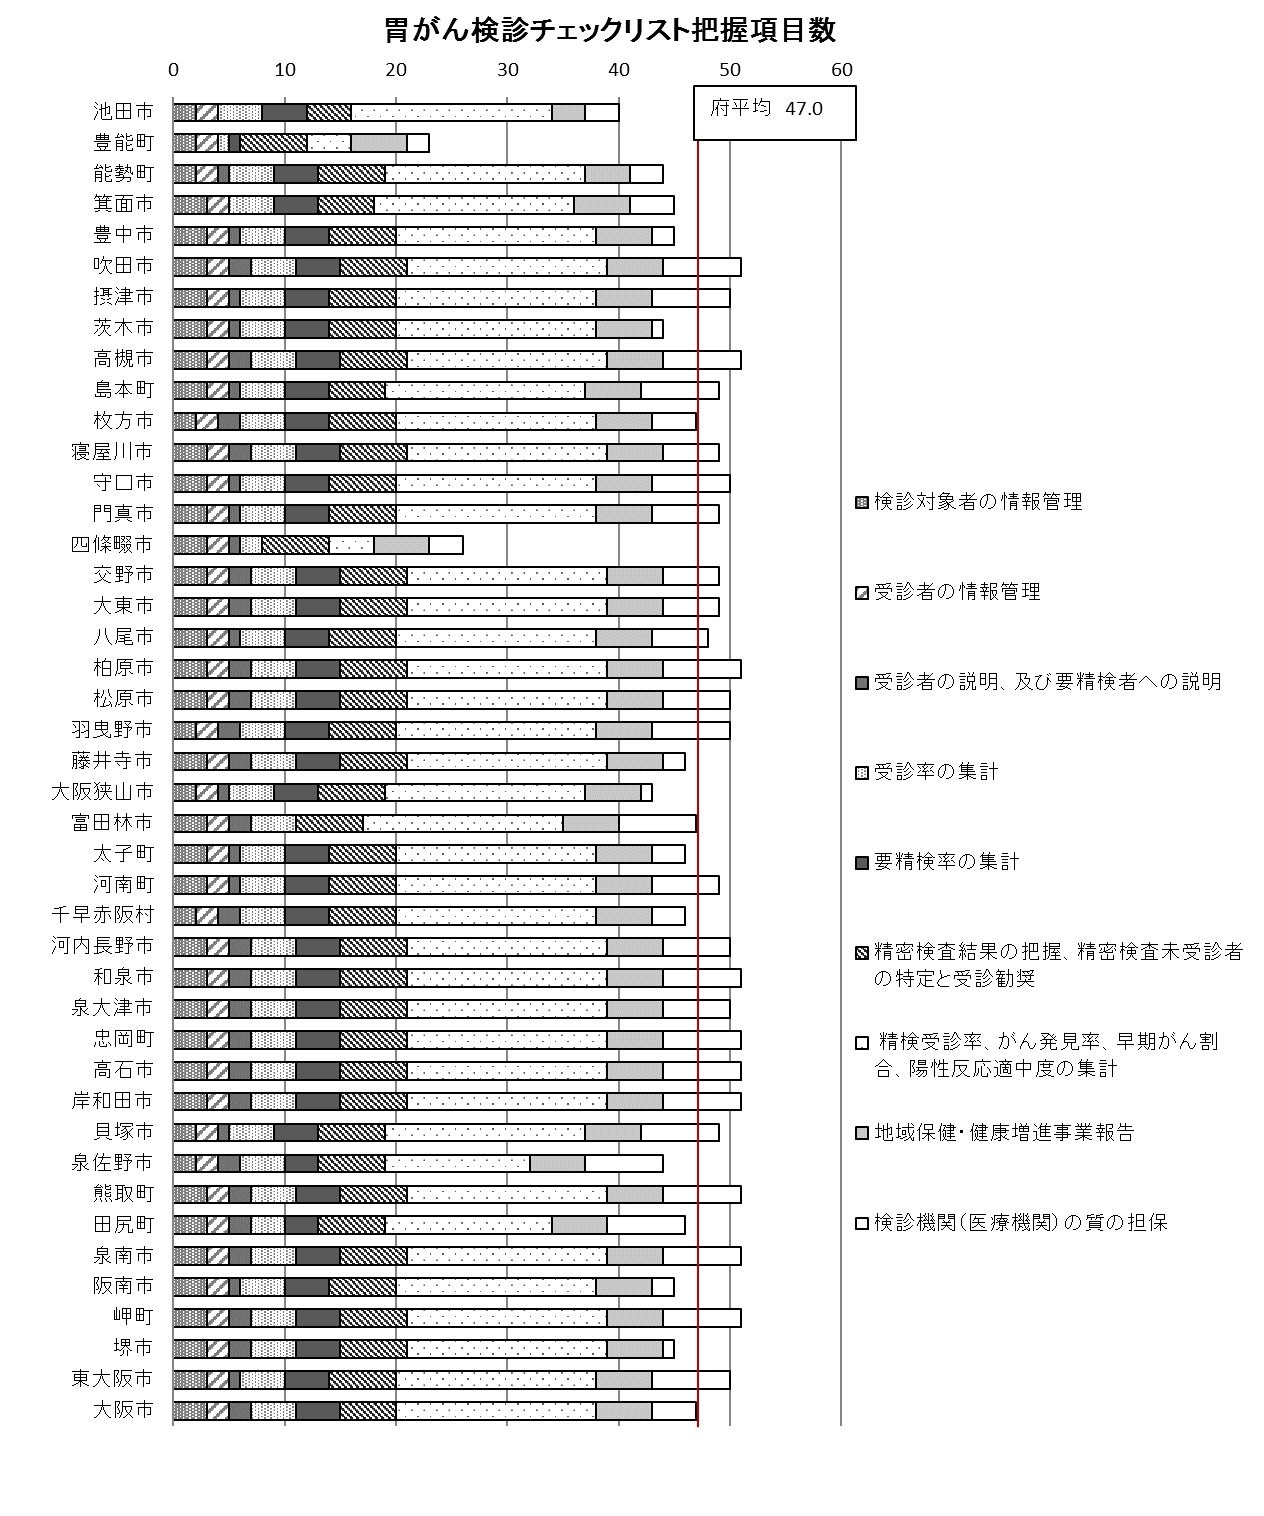 胃がん検診チェックリスト把握項目数
0 10 20 30 40 50 60
府平均 47.0
池田市
豊能町
能勢町
箕面市
豊中市
吹田市
摂津市
茨木市
高槻市
島本町
枚方市
寝屋川市
守口市
門真市
四條畷市
交野市
大東市
八尾市
柏原市
松原市
羽曳野市
藤井寺市
大阪狭山市
富田林市
太子町
河南町
千早赤阪村
河内長野市
和泉市
泉大津市
忠岡町
高石市
岸和田市
貝塚市
泉佐野市
熊取町
田尻町
泉南市
阪南市
岬町
堺市
東大阪市
大阪市
検診対象者の情報管理
受診者の情報管理
受診者の説明、及び要精検者への説明
受診率の集計
要精検率の集計
精密検査結果の把握、精密検査未受診者
の特定と受診勧奨
精検受診率、がん発見率、早期がん割
合、陽性反応適中度の集計
地域保健・健康増進事業報告
検診機関（医療機関）の質の担保